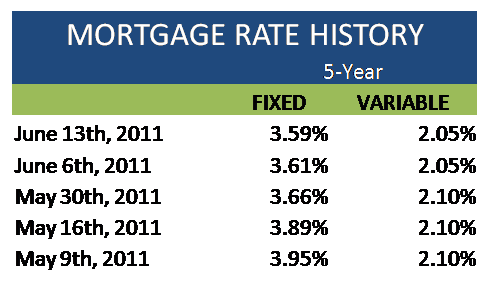 MORTGAGE RATE HISTORY
5-Year
FIXED VARIABLE
June 13th, 2011 3.59% 2.05%
June 6th, 2011 3.61% 2.05%
May 30th, 2011 3.66% 2.10%
May 16th, 2011 3.89% 2.10%
May 9th, 2011 3.95% 2.10%